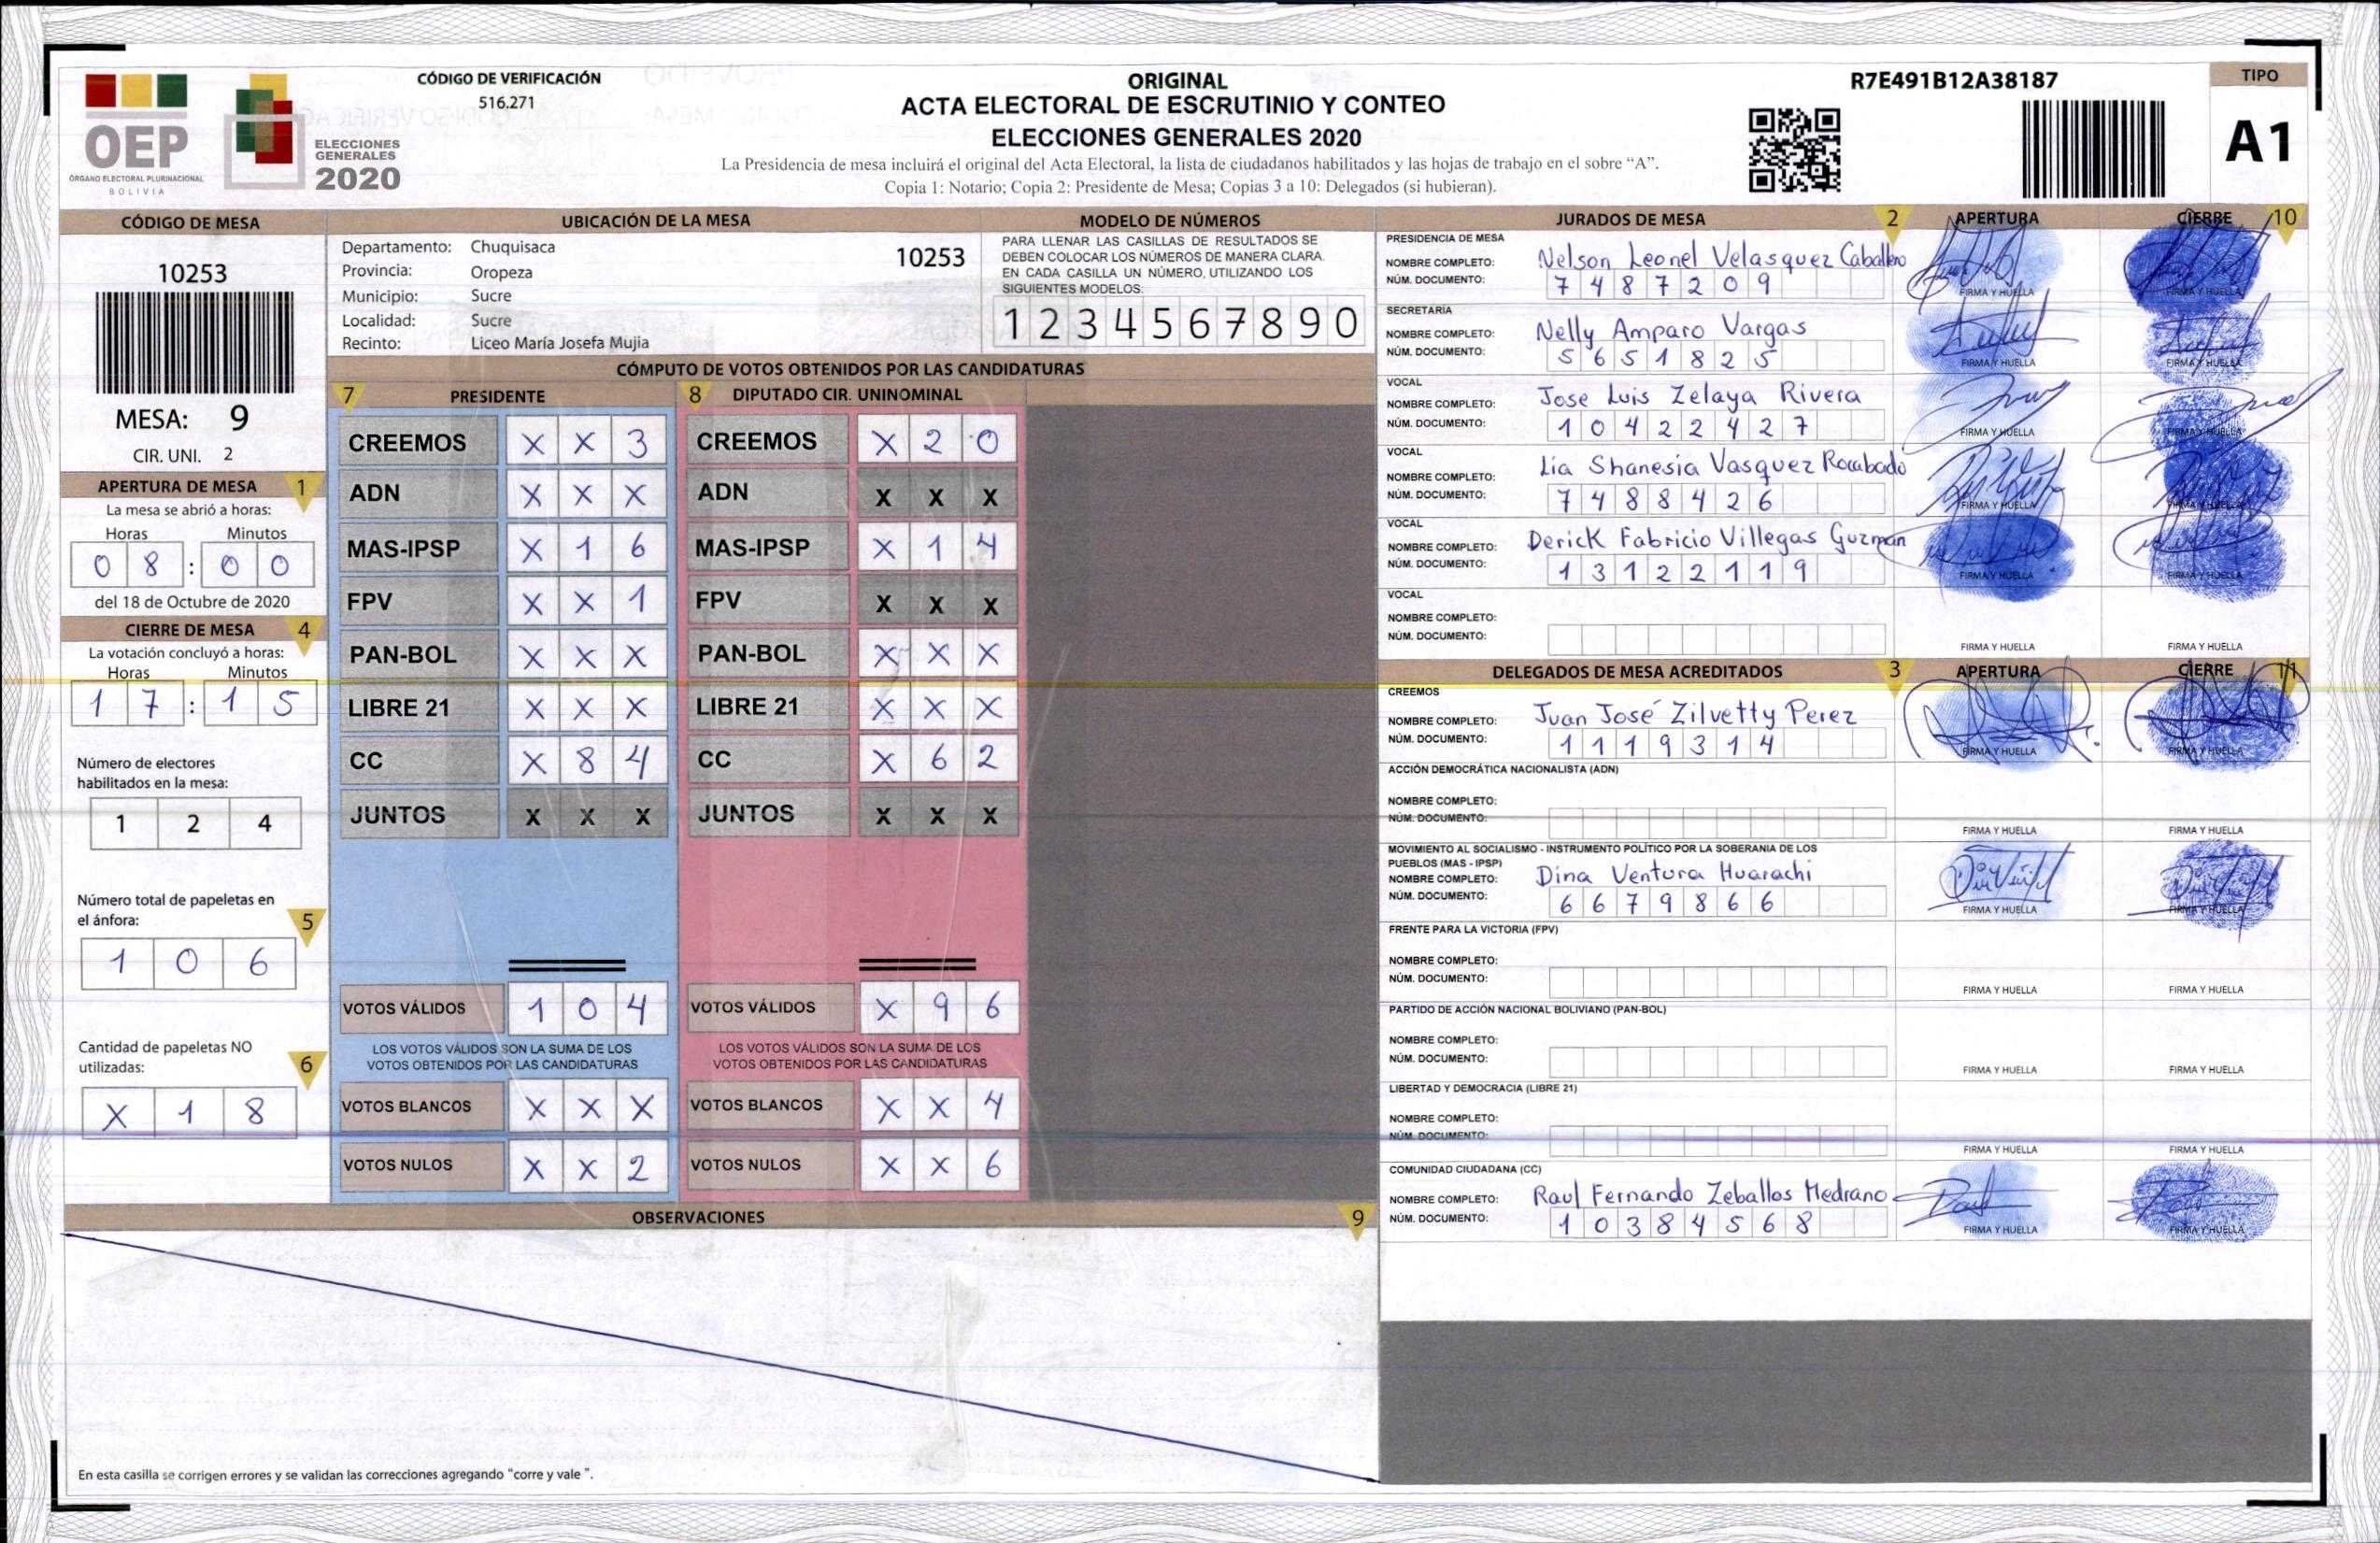 OEP
ÓRGANO ELECTORAL PLURINACIONAL
BOLIVIA
ELECCIONES
GENERALES
2020
CÓDIGO DE VERIFICACIÓN
516.271
ORIGINAL
ACTA ELECTORAL DE ESCRUTINIO Y CONTEO
ELECCIONES GENERALES 2020
La Presidencia de mesa incluirá el original del Acta Electoral, la lista de ciudadanos habilitados y las hojas de trabajo en el sobre “A”.
Copia 1: Notario; Copia 2: Presidente de Mesa; Copias 3 a 10: Delegados (si hubieran).
R7E491B12A38187
TIPO
A1
CÓDIGO DE MESA
10253
MESA: 9
CIR. UNI. 2
APERTURA DE MESA 1
La mesa se abrió a horas:
Horas Minutos
0 8 : 0 0
del 18 de Octubre de 2020
CIERRE DE MESA 4
La votación concluyó a horas:
Horas Minutos
1 7 : 1 5
Número de electores
habilitados en la mesa:
1 2 4
Número total de papeletas en
el ánfora: 5
1 0 6
Cantidad de papeletas NO
utilizadas: 6
X 1 8
UBICACIÓN DE LA MESA
Departamento: Chuquisaca
10253
Provincia: Oropeza
Municipio: Sucre
Localidad: Sucre
Recinto: Liceo María Josefa Mujia
MODELO DE NÚMEROS
PARA LLENAR LAS CASILLAS DE RESULTADOS SE
DEBEN COLOCAR LOS NÚMEROS DE MANERA CLARA.
EN CADA CASILLA UN NÚMERO, UTILIZANDO LOS
SIGUIENTES MODELOS:
1 2 3 4 5 6 7 8 9 0
CÓMPUTO DE VOTOS OBTENIDOS POR LAS CANDIDATURAS
7 PRESIDENTE
CREEMOS X X 3
ADN X X X
MAS-IPSP X 1 6
FPV X X 1
PAN-BOL X X X
LIBRE 21 X X X
CC X 8 4
JUNTOS X X X
VOTOS VÁLIDOS 1 0 4
LOS VOTOS VÁLIDOS SON LA SUMA DE LOS
VOTOS OBTENIDOS POR LAS CANDIDATURAS
VOTOS BLANCOS X X X
VOTOS NULOS X X 2
8 DIPUTADO CIR. UNINOMINAL
CREEMOS X 2 0
ADN X X X
MAS-IPSP X 1 4
FPV X X X
PAN-BOL X X X
LIBRE 21 X X X
CC X 6 2
JUNTOS X X X
VOTOS VÁLIDOS X 9 6
LOS VOTOS VÁLIDOS SON LA SUMA DE LOS
VOTOS OBTENIDOS POR LAS CANDIDATURAS
VOTOS BLANCOS X X 4
VOTOS NULOS X X 6
OBSERVACIONES 9
En esta casilla se corrigen errores y se validan las correcciones agregando “corre y vale ”.
JURADOS DE MESA 2 APERTURA CIERRE 10
PRESIDENCIA DE MESA
NOMBRE COMPLETO: Nelson Leonel Velasquez Caballero
NÚM. DOCUMENTO: 7 4 8 7 2 0 9
FIRMA Y HUELLA FIRMA Y HUELLA
SECRETARIA
NOMBRE COMPLETO: Nelly Amparo Vargas
NÚM. DOCUMENTO: 5 6 5 1 8 2 5
FIRMA Y HUELLA FIRMA Y HUELLA
VOCAL
NOMBRE COMPLETO: Jose Luis Zelaya Rivera
NÚM. DOCUMENTO: 1 0 4 2 2 4 2 7
FIRMA Y HUELLA FIRMA Y HUELLA
VOCAL
NOMBRE COMPLETO: Lia Shanesia Vasquez Rocabado
NÚM. DOCUMENTO: 7 4 8 8 4 2 6
FIRMA Y HUELLA FIRMA Y HUELLA
VOCAL
NOMBRE COMPLETO: Derick Fabricio Villegas Guzmán
NÚM. DOCUMENTO: 1 3 1 2 2 1 1 9
FIRMA Y HUELLA FIRMA Y HUELLA
VOCAL
NOMBRE COMPLETO:
NÚM. DOCUMENTO:
FIRMA Y HUELLA FIRMA Y HUELLA
DELEGADOS DE MESA ACREDITADOS 3 APERTURA CIERRE 11
CREEMOS
NOMBRE COMPLETO: Juan José Zilvetty Perez
NÚM. DOCUMENTO: 1 1 1 9 3 1 4
FIRMA Y HUELLA FIRMA Y HUELLA
ACCIÓN DEMOCRÁTICA NACIONALISTA (ADN)
NOMBRE COMPLETO:
NÚM. DOCUMENTO:
FIRMA Y HUELLA FIRMA Y HUELLA
MOVIMIENTO AL SOCIALISMO - INSTRUMENTO POLÍTICO POR LA SOBERANIA DE LOS
PUEBLOS (MAS - IPSP)
NOMBRE COMPLETO: Dina Ventura Huarachi
NÚM. DOCUMENTO: 6 6 7 9 8 6 6
FIRMA Y HUELLA FIRMA Y HUELLA
FRENTE PARA LA VICTORIA (FPV)
NOMBRE COMPLETO:
NÚM. DOCUMENTO:
FIRMA Y HUELLA FIRMA Y HUELLA
PARTIDO DE ACCIÓN NACIONAL BOLIVIANO (PAN-BOL)
NOMBRE COMPLETO:
NÚM. DOCUMENTO:
FIRMA Y HUELLA FIRMA Y HUELLA
LIBERTAD Y DEMOCRACIA (LIBRE 21)
NOMBRE COMPLETO:
NÚM. DOCUMENTO:
FIRMA Y HUELLA FIRMA Y HUELLA
COMUNIDAD CIUDADANA (CC)
NOMBRE COMPLETO: Raul Fernando Zeballos Medrano
NÚM. DOCUMENTO: 1 0 3 8 4 5 6 8
FIRMA Y HUELLA FIRMA Y HUELLA